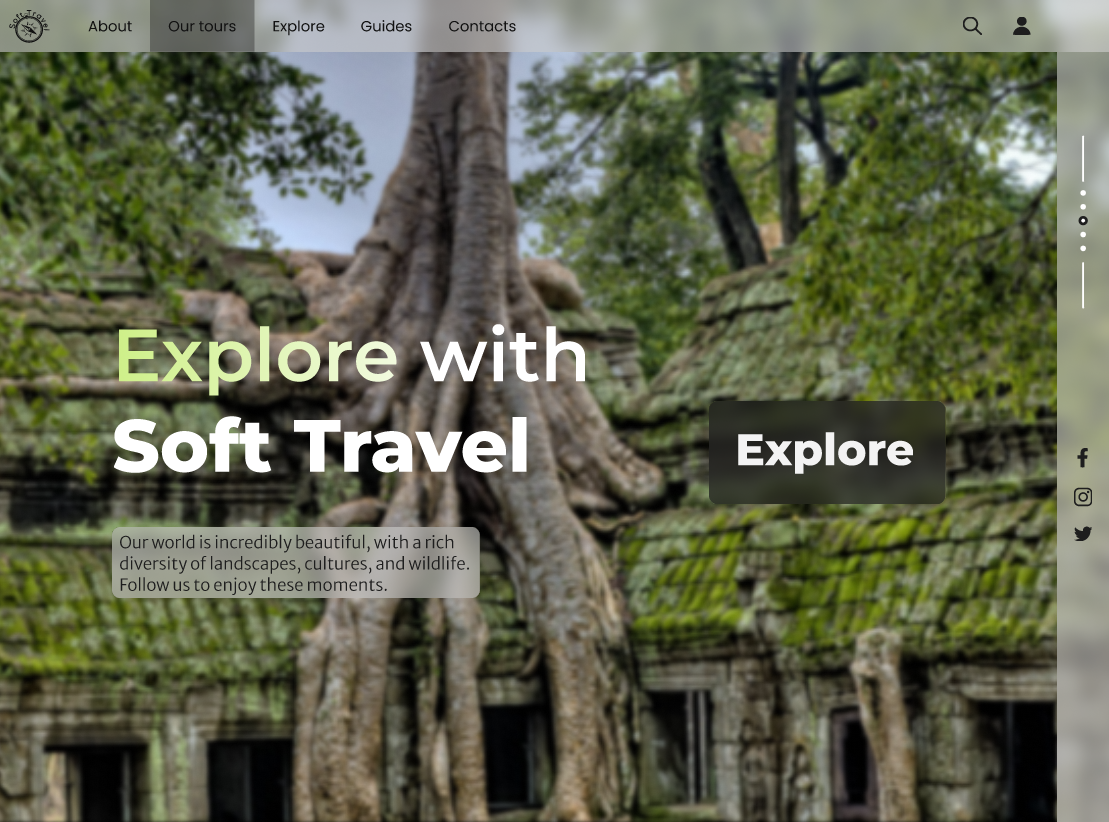 Soft Travel
About
Our tours
Explore
Guides
Contacts
Explore with
Soft Travel
Explore
Our world is incredibly beautiful, with a rich
diversity of landscapes, cultures, and wildlife.
Follow us to enjoy these moments.